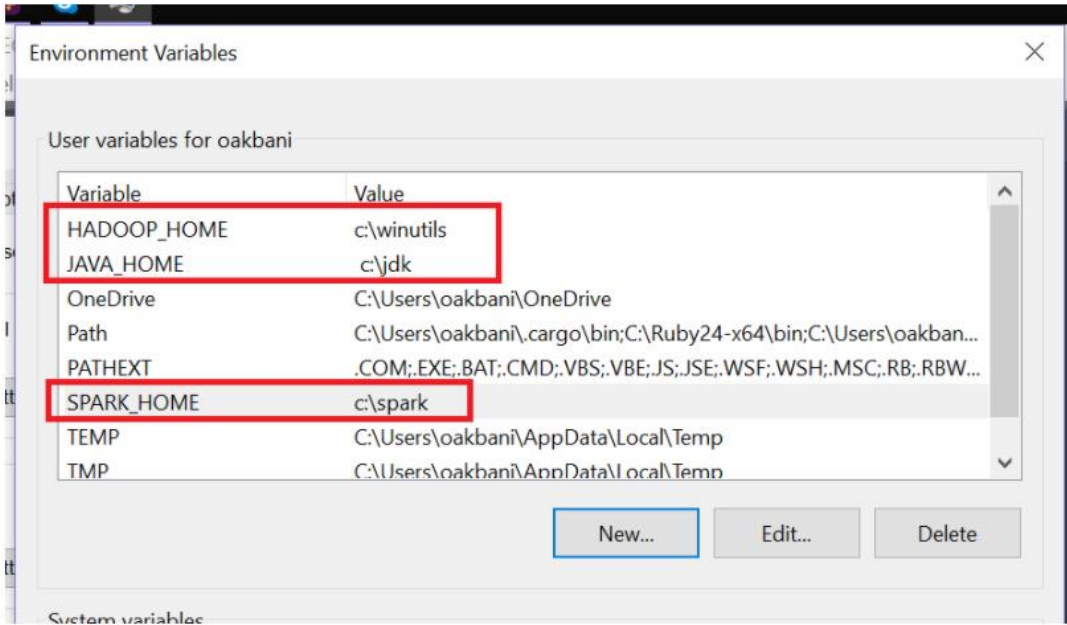 Environment Variables
User variables for oakbani
Variable Value
HADOOP_HOME c:\winutils
JAVA_HOME c:\jdk
OneDrive C:\Users\oakbani\OneDrive
Path C:\Users\oakbani\.cargo\bin;C:\Ruby24-x64\bin;C:\Users\oakban...
PATHEXT .COM;.EXE;.BAT;.CMD;.VBS;.VBE;.JS;.JSE;.WSF;.WSH;.MSC;.RB;.RBW...
SPARK_HOME c:\spark
TEMP C:\Users\oakbani\AppData\Local\Temp
TMP C:\Users\oakbani\AppData\Local\Temp
New... Edit... Delete
System variables